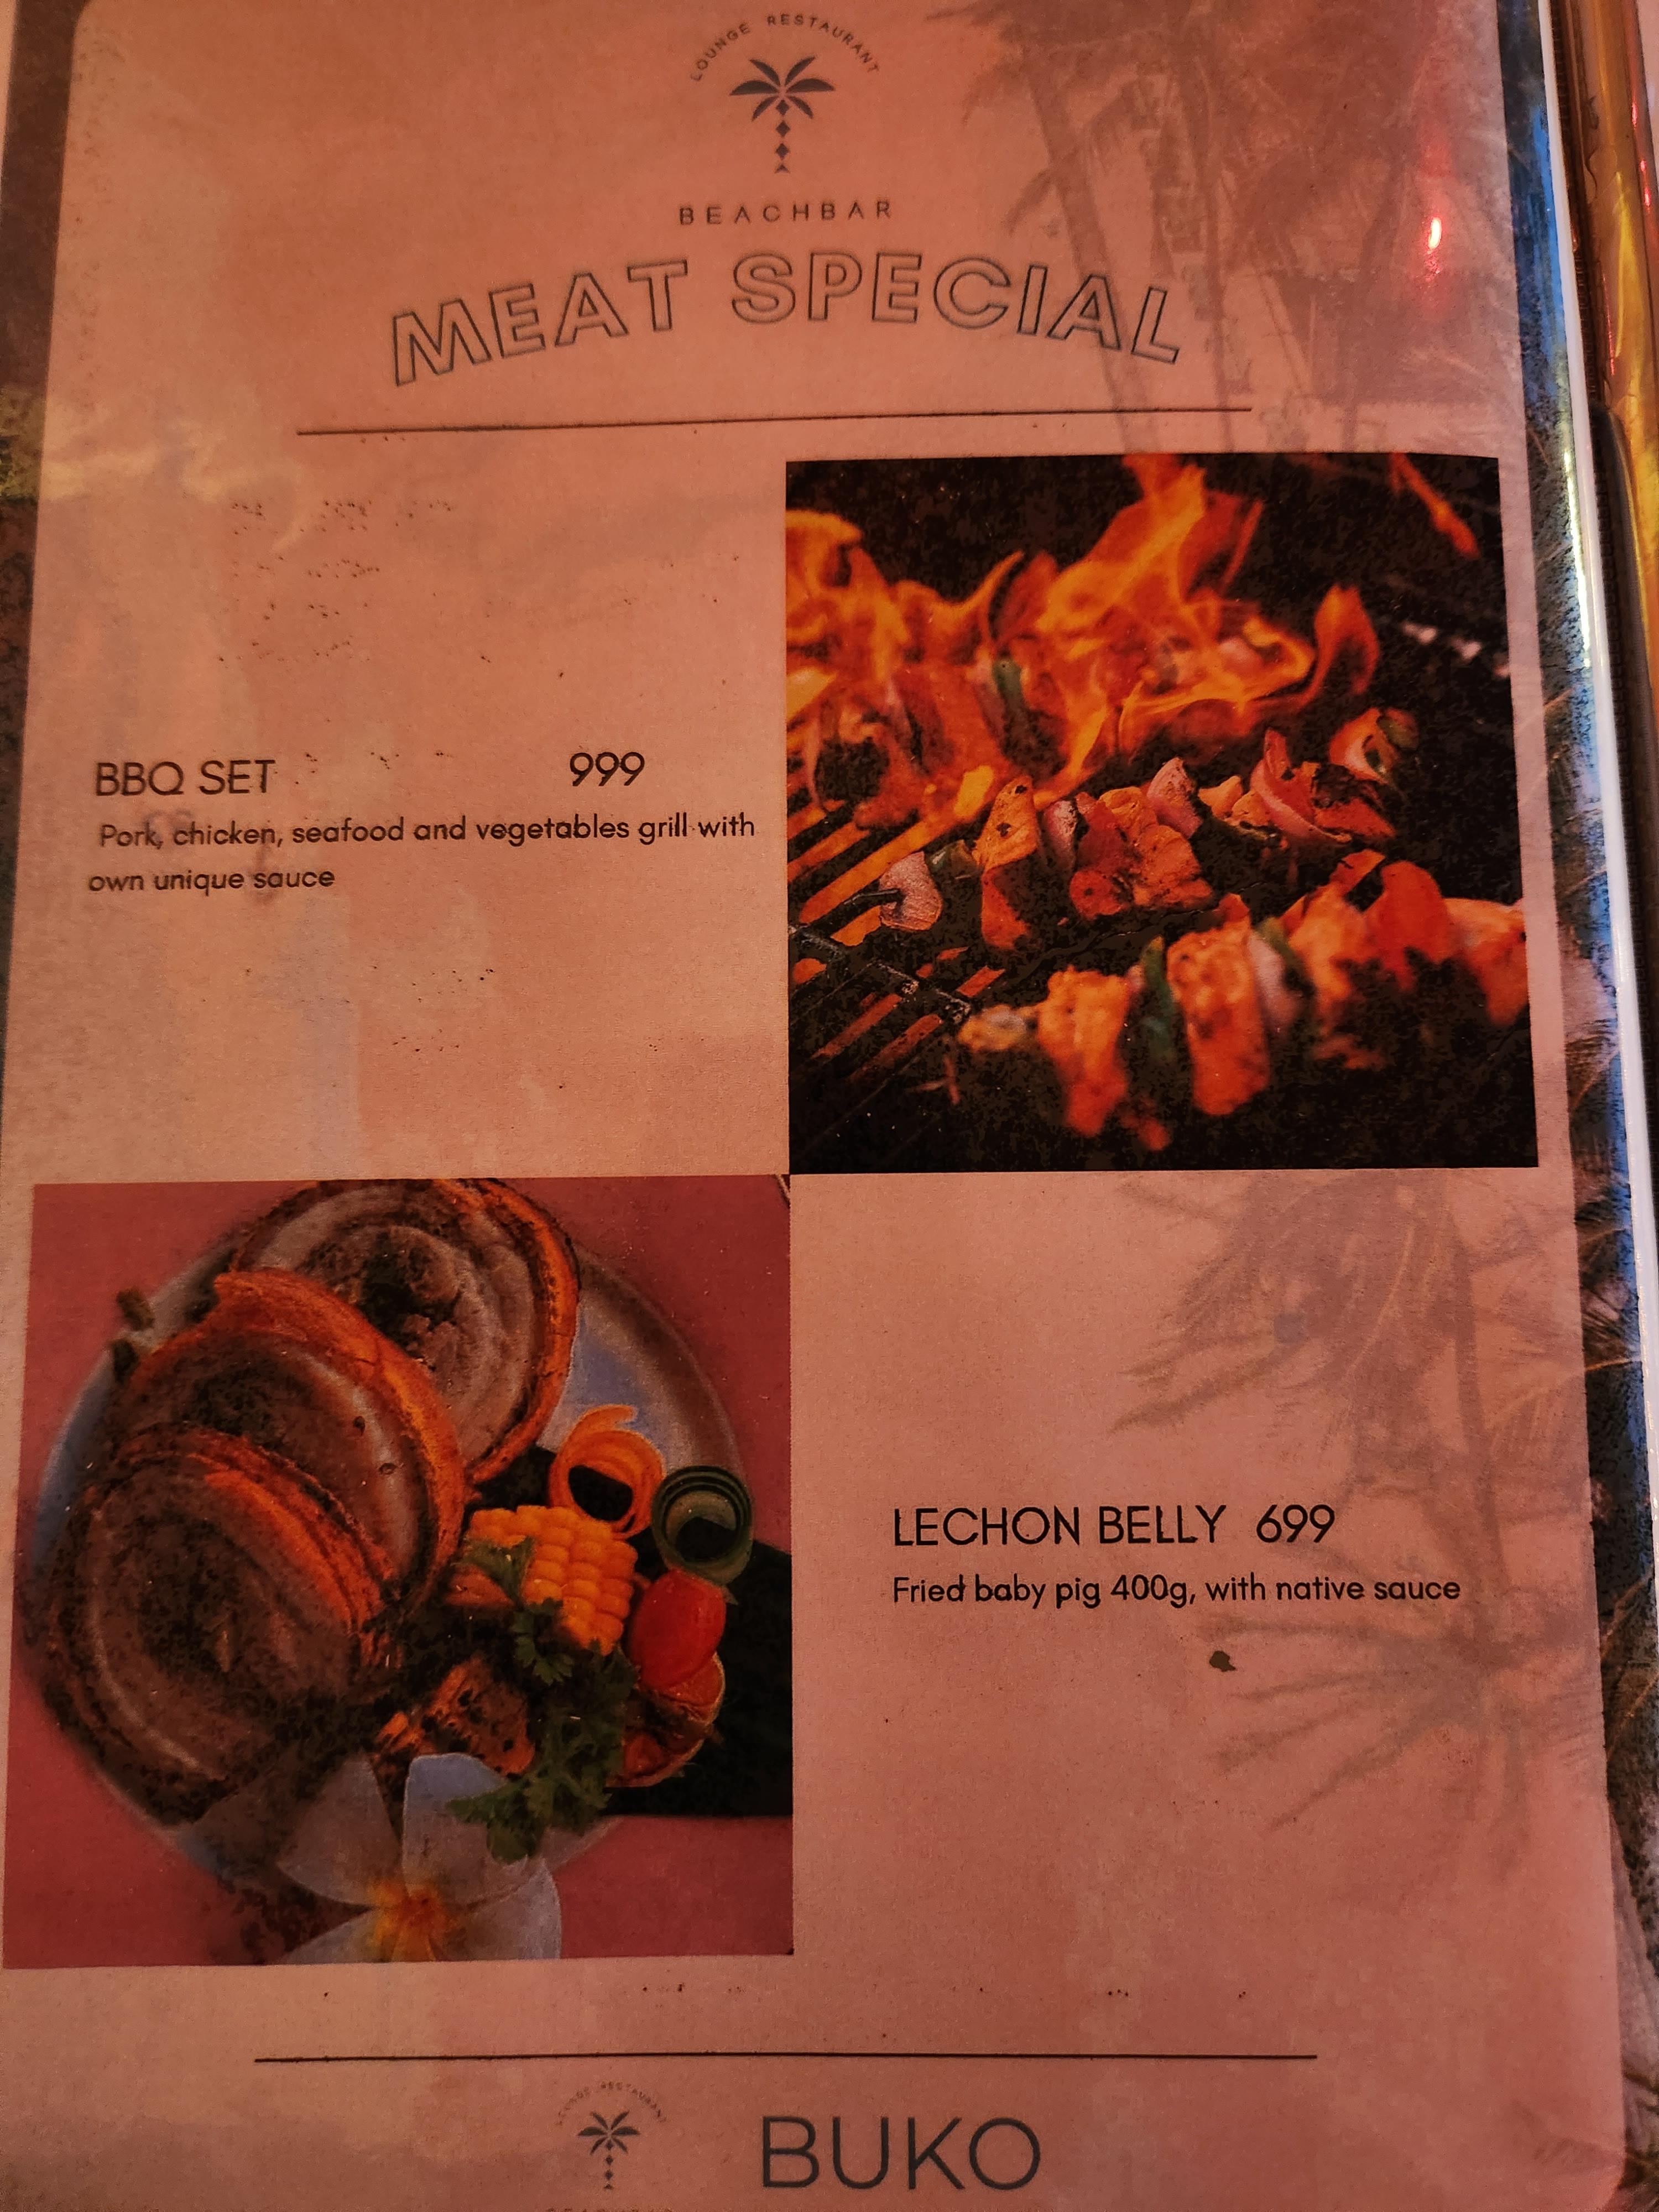 LOUNGE RESTAURANT
BEACHBAR
MEAT SPECIAL
BBQ SET 999
Pork, chicken, seafood and vegetables grill with
own unique sauce
LECHON BELLY 699
Fried baby pig 400g, with native sauce
LOUNGE RESTAURANT
BUKO